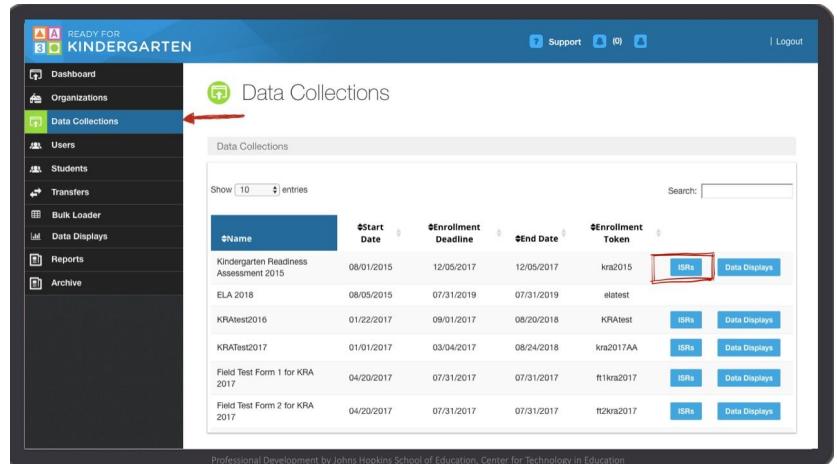 READY FOR
KINDERGARTEN
A
A
3
? Support (0)
| Logout
Dashboard
Organizations
Data Collections
Users
Students
Transfers
Bulk Loader
Data Displays
Reports
Archive
Data Collections
Data Collections
Show 10 entries
Search:
Name Start Date Enrollment Deadline End Date Enrollment Token
Kindergarten Readiness Assessment 2015 08/01/2015 12/05/2017 12/05/2017 kra2015 ISRs Data Displays
ELA 2018 08/05/2015 07/31/2019 07/31/2019 elatest
KRAtest2016 01/22/2017 09/01/2017 08/20/2018 KRAtest ISRs Data Displays
KRATest2017 01/01/2017 03/04/2017 08/24/2018 kra2017AA ISRs Data Displays
Field Test Form 1 for KRA 2017 04/20/2017 07/31/2017 07/31/2017 ft1kra2017 ISRs Data Displays
Field Test Form 2 for KRA 2017 04/20/2017 07/31/2017 07/31/2017 ft2kra2017 ISRs Data Displays
Professional Development by Johns Hopkins School of Education, Center for Technology in Education